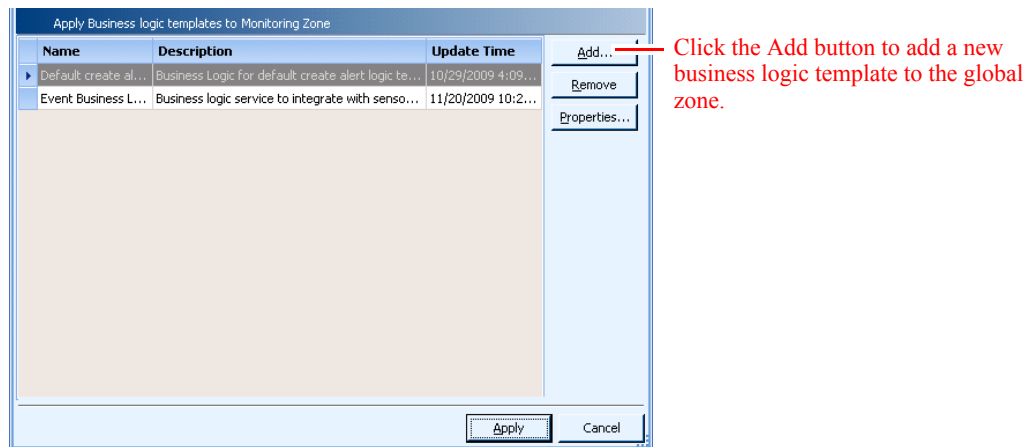 Apply Business logic templates to Monitoring Zone
Name Description Update Time
Default create al... Business Logic for default create alert logic te... 10/29/2009 4:09...
Event Business L... Business logic service to integrate with senso... 11/20/2009 10:2...
Add...
Remove
Properties...
Click the Add button to add a new
business logic template to the global
zone.
Apply Cancel